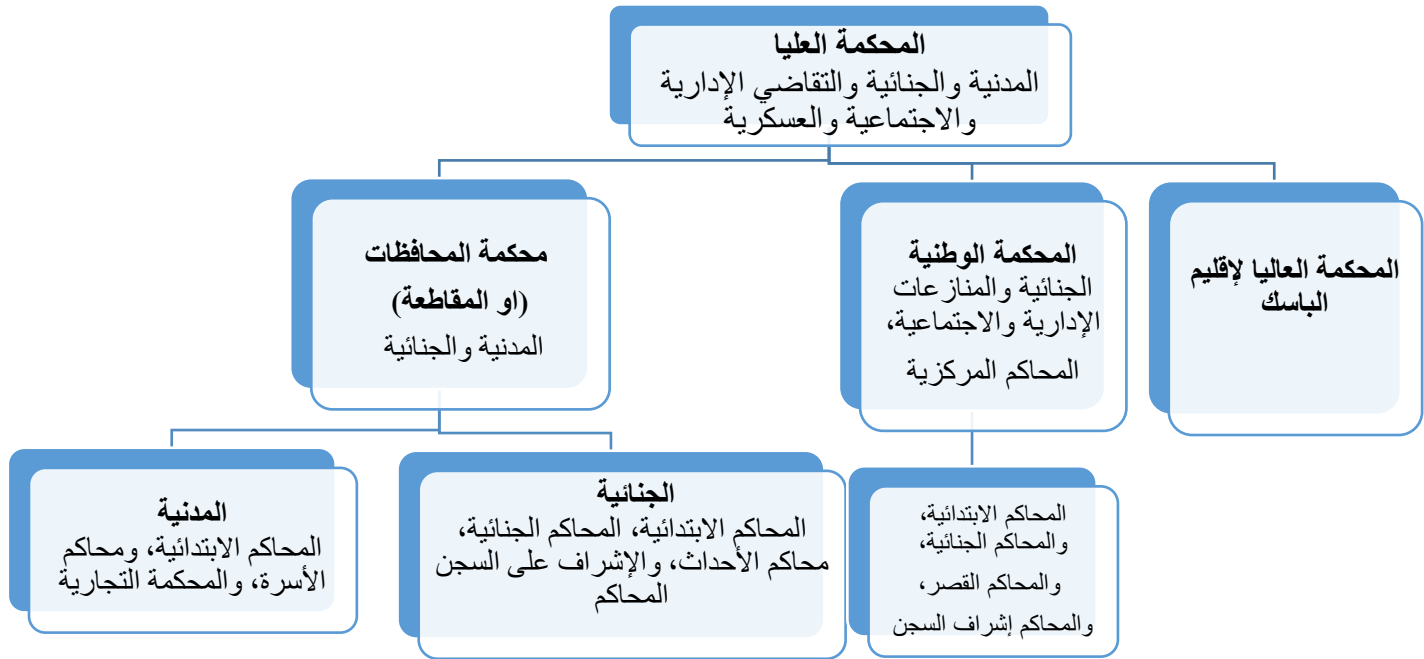 المحكمة العليا
المدنية والجنائية والتقاضي الإدارية
والاجتماعية والعسكرية
المحكمة العاليا لإقليم
الباسك
المحكمة الوطنية
الجنائية والمنازعات
الإدارية والاجتماعية،
المحاكم المركزية
محكمة المحافظات
(او المقاطعة)
المدنية والجنائية
المحاكم الابتدائية،
والمحاكم الجنائية،
والمحاكم القصر،
والمحاكم إشراف السجن
الجنائية
المحاكم الابتدائية، المحاكم الجنائية،
محاكم الأحداث، والإشراف على السجن
المحاكم
المدنية
المحاكم الابتدائية، ومحاكم
الأسرة، والمحكمة التجارية